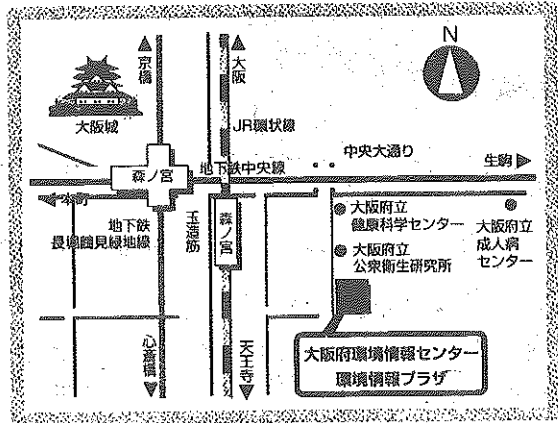 N
京橋
大阪
大阪城
JR環状線
中央大通り
生駒
地下鉄中央線
森ノ宮
本町
地下鉄
長堀鶴見緑地線
玉造筋
森ノ宮
大阪府立
健康科学センター
大阪府立
公衆衛生研究所
大阪府立
成人病
センター
心斎橋
天王寺
大阪府環境情報センター
環境情報プラザ